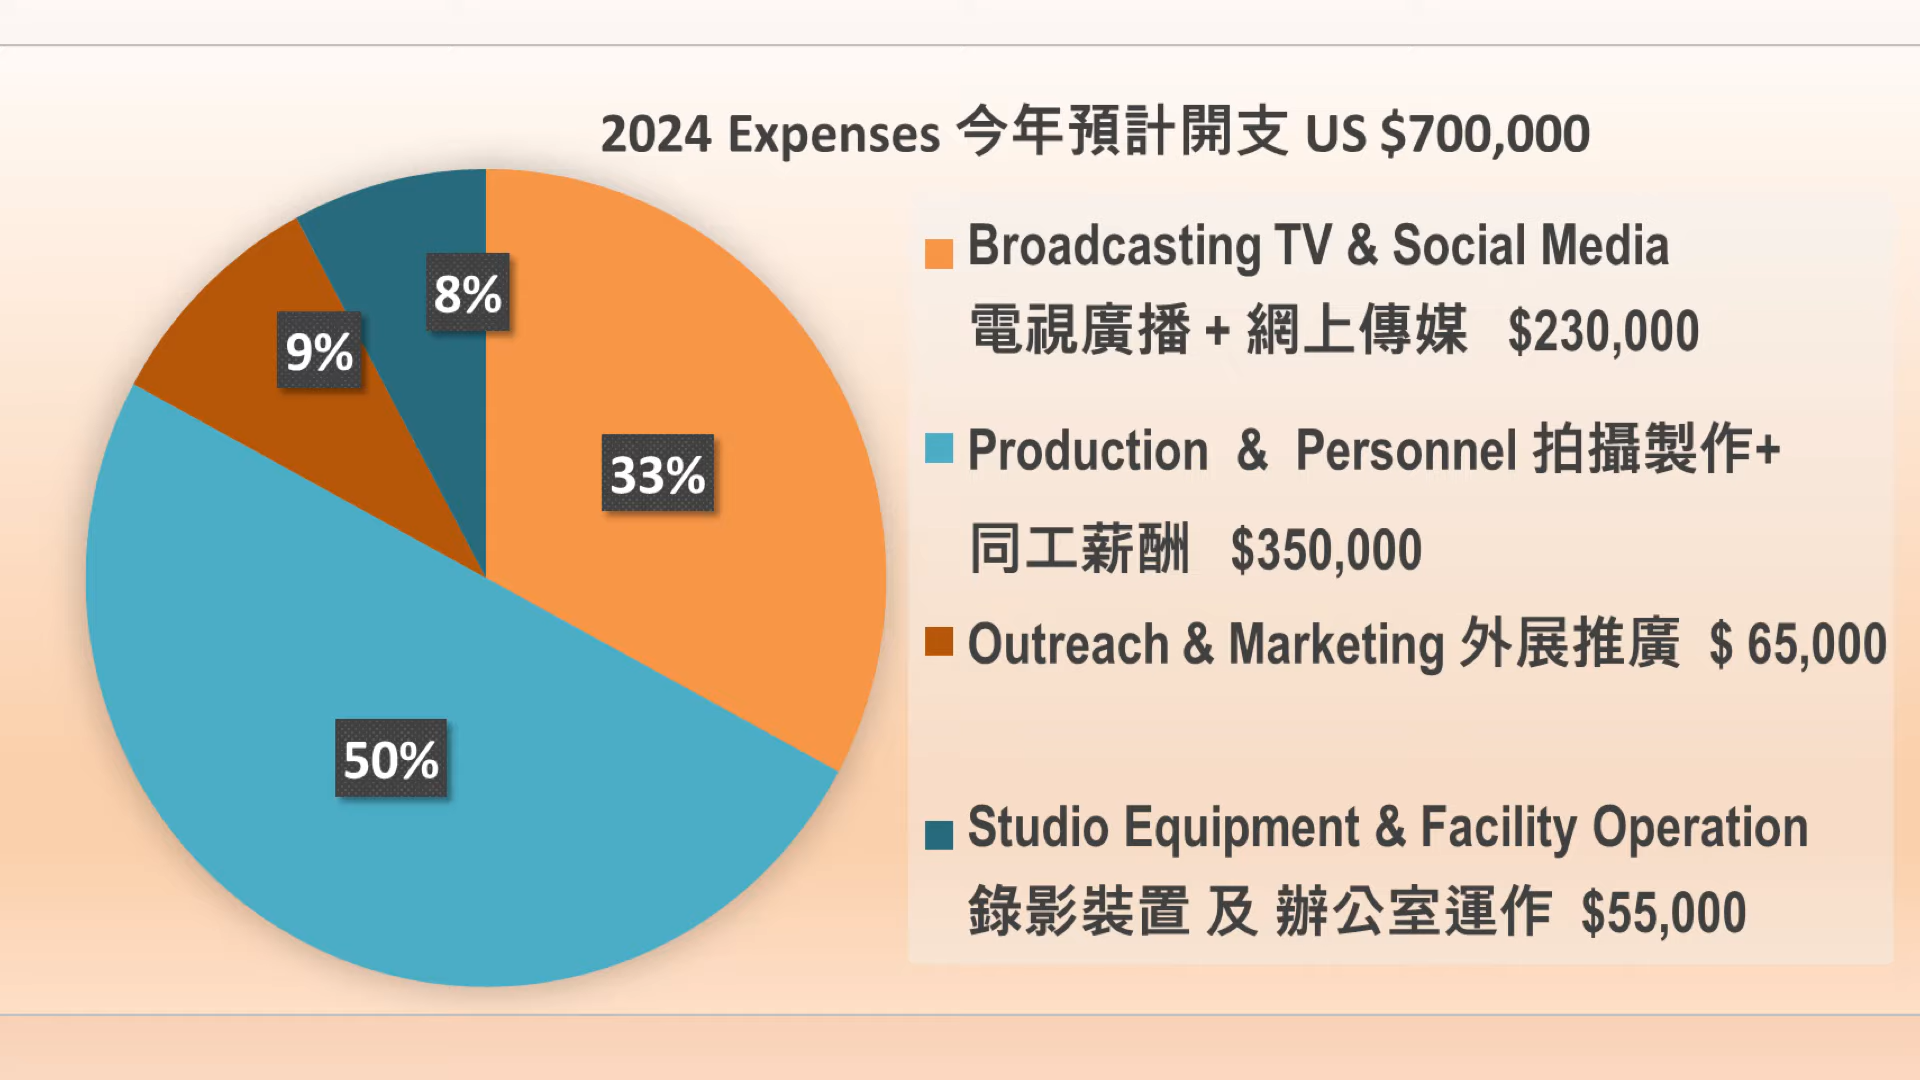 2024 Expenses 今年預計開支 US $700,000
8%
9%
33%
50%
Broadcasting TV & Social Media
電視廣播 + 網上傳媒 $230,000
Production & Personnel 拍攝製作+
同工薪酬 $350,000
Outreach & Marketing 外展推廣 $ 65,000
Studio Equipment & Facility Operation
錄影裝置 及 辦公室運作 $55,000